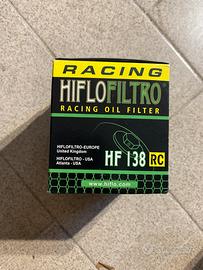 RACING
HIFLOFILTRO®
RACING OIL FILTER
HIFLOFILTRO-EUROPE
United Kingdom
HIFLOFILTRO - USA
Atlanta - USA
HF 138 RC
www.hiflo.com